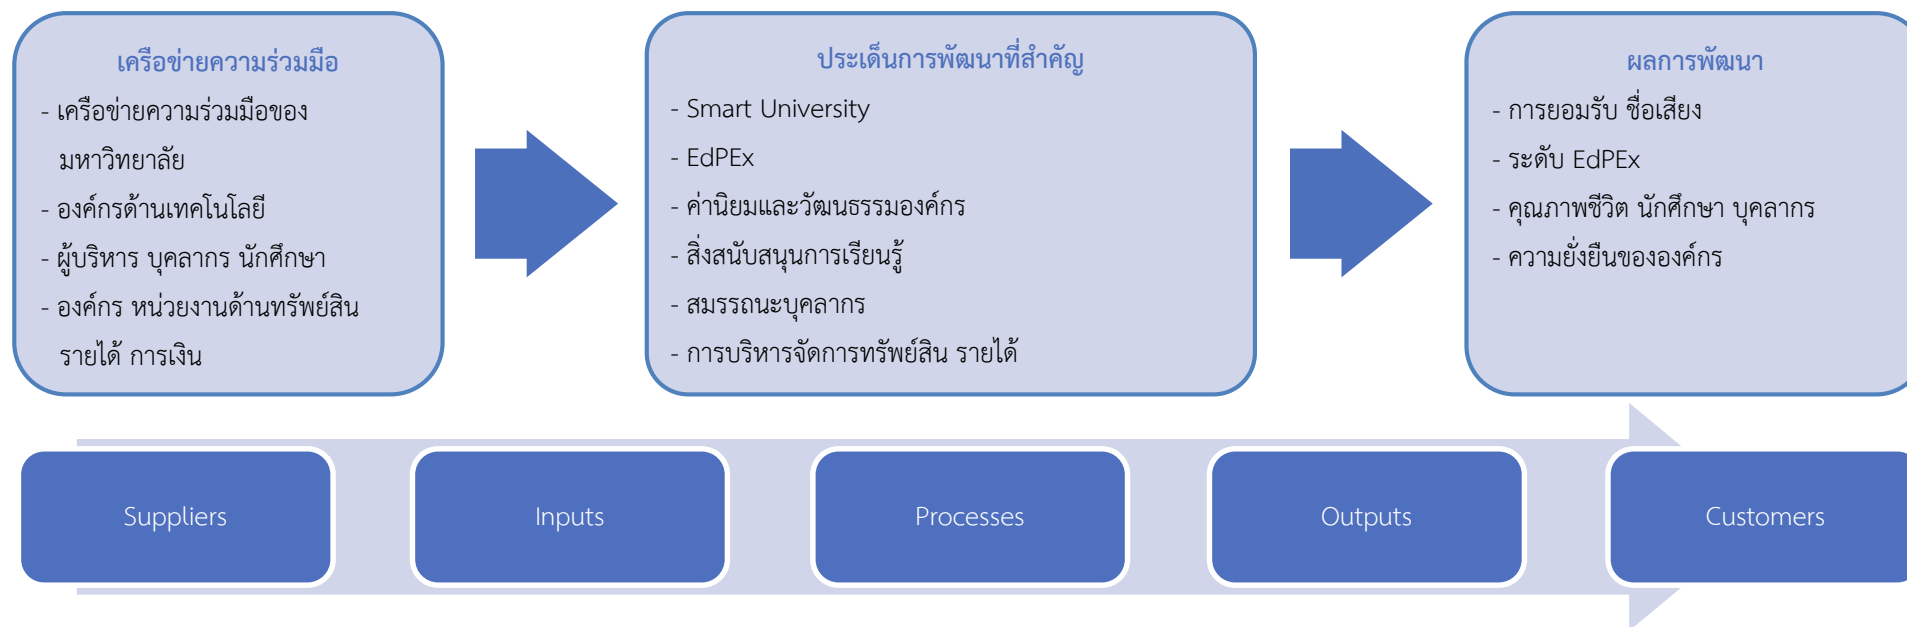 เครือข่ายความร่วมมือ
- เครือข่ายความร่วมมือของ
มหาวิทยาลัย
- องค์กรด้านเทคโนโลยี
- ผู้บริหาร บุคลากร นักศึกษา
- องค์กร หน่วยงานด้านทรัพย์สิน
รายได้ การเงิน
ประเด็นการพัฒนาที่สำคัญ
- Smart University
- EdPEx
- ค่านิยมและวัฒนธรรมองค์กร
- สิ่งสนับสนุนการเรียนรู้
- สมรรถนะบุคลากร
- การบริหารจัดการทรัพย์สิน รายได้
ผลการพัฒนา
- การยอมรับ ชื่อเสียง
- ระดับ EdPEx
- คุณภาพชีวิต นักศึกษา บุคลากร
- ความยั่งยืนขององค์กร
Suppliers
Inputs
Processes
Outputs
Customers